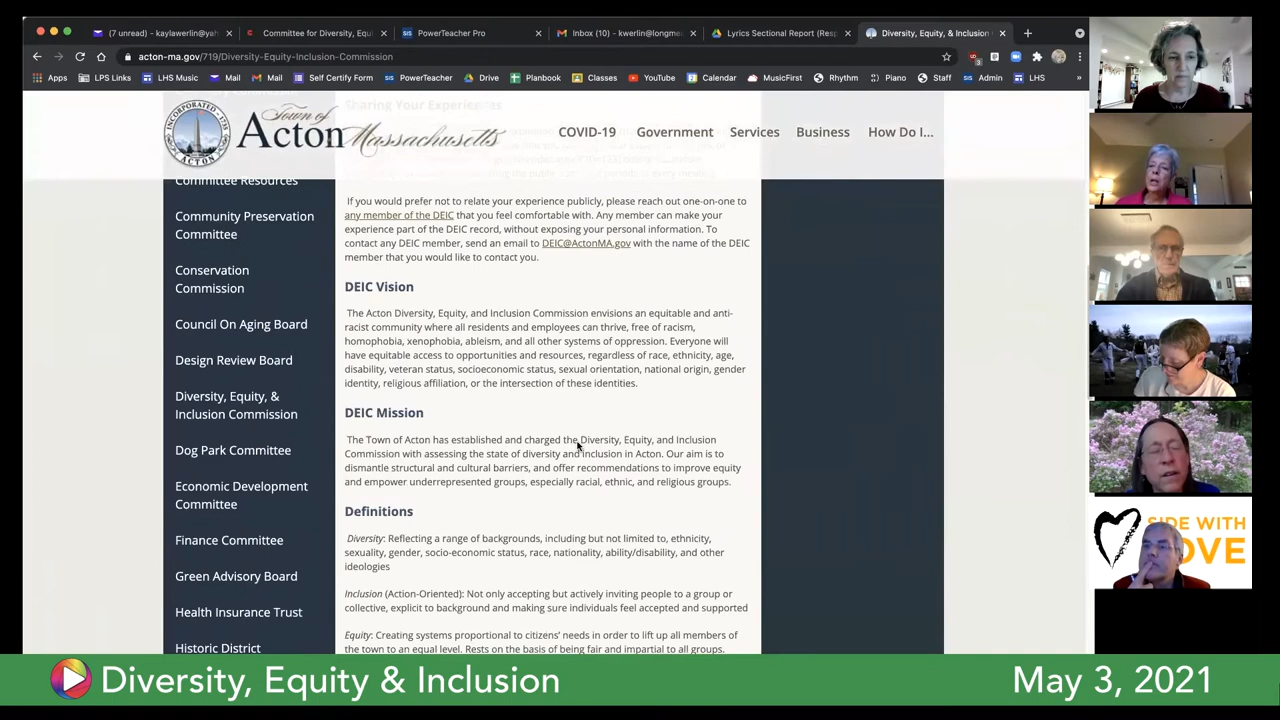 (7 unread) - kaylawerlin@yah
Committee for Diversity, Equi
PowerTeacher Pro
Inbox (10) - kwerlin@longme
Lyrics Sectional Report (Resp
Diversity, Equity, & Inclusion
acton-ma.gov/719/Diversity-Equity-Inclusion-Commission
Apps LPS Links LHS Music Mail Mail Self Certify Form PowerTeacher Drive Planbook Classes YouTube Calendar MusicFirst Rhythm Piano Staff Admin LHS
Sharing Your Experiences
INCORPORATED 1735
ACTON
Town of
Acton Massachusetts
COVID-19 Government Services Business How Do I...
Committee Resources
Community Preservation
Committee
Conservation
Commission
Council On Aging Board
Design Review Board
Diversity, Equity, &
Inclusion Commission
Dog Park Committee
Economic Development
Committee
Finance Committee
Green Advisory Board
Health Insurance Trust
Historic District
If you would prefer not to relate your experience publicly, please reach out one-on-one to
any member of the DEIC that you feel comfortable with. Any member can make your
experience part of the DEIC record, without exposing your personal information. To
contact any DEIC member, send an email to DEIC@ActonMA.gov with the name of the DEIC
member that you would like to contact you.
DEIC Vision
The Acton Diversity, Equity, and Inclusion Commission envisions an equitable and anti-
racist community where all residents and employees can thrive, free of racism,
homophobia, xenophobia, ableism, and all other systems of oppression. Everyone will
have equitable access to opportunities and resources, regardless of race, ethnicity, age,
disability, veteran status, socioeconomic status, sexual orientation, national origin, gender
identity, religious affiliation, or the intersection of these identities.
DEIC Mission
The Town of Acton has established and charged the Diversity, Equity, and Inclusion
Commission with assessing the state of diversity and inclusion in Acton. Our aim is to
dismantle structural and cultural barriers, and offer recommendations to improve equity
and empower underrepresented groups, especially racial, ethnic, and religious groups.
Definitions
Diversity: Reflecting a range of backgrounds, including but not limited to, ethnicity,
sexuality, gender, socio-economic status, race, nationality, ability/disability, and other
ideologies
Inclusion (Action-Oriented): Not only accepting but actively inviting people to a group or
collective, explicit to background and making sure individuals feel accepted and supported
Equity: Creating systems proportional to citizens' needs in order to lift up all members of
the town to an equal level. Rests on the basis of being fair and impartial to all groups.
SIDE WITH
OVE
Diversity, Equity & Inclusion
May 3, 2021